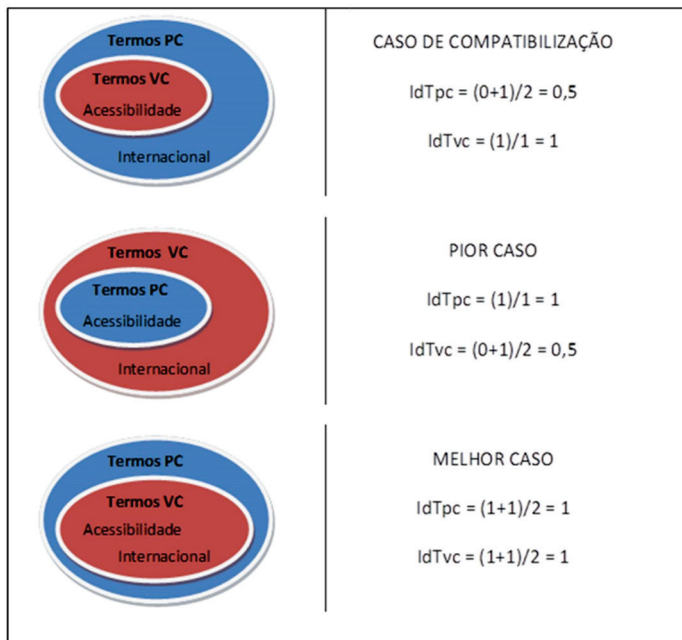 Termos PC
Termos VC
Acessibilidade
Internacional
CASO DE COMPATIBILIZAÇÃO
IdTpc = (0+1)/2 = 0,5
IdTvc = (1)/1 = 1
Termos VC
Termos PC
Acessibilidade
Internacional
PIOR CASO
IdTpc = (1)/1 = 1
IdTvc = (0+1)/2 = 0,5
Termos PC
Termos VC
Acessibilidade
Internacional
MELHOR CASO
IdTpc = (1+1)/2 = 1
IdTvc = (1+1)/2 = 1